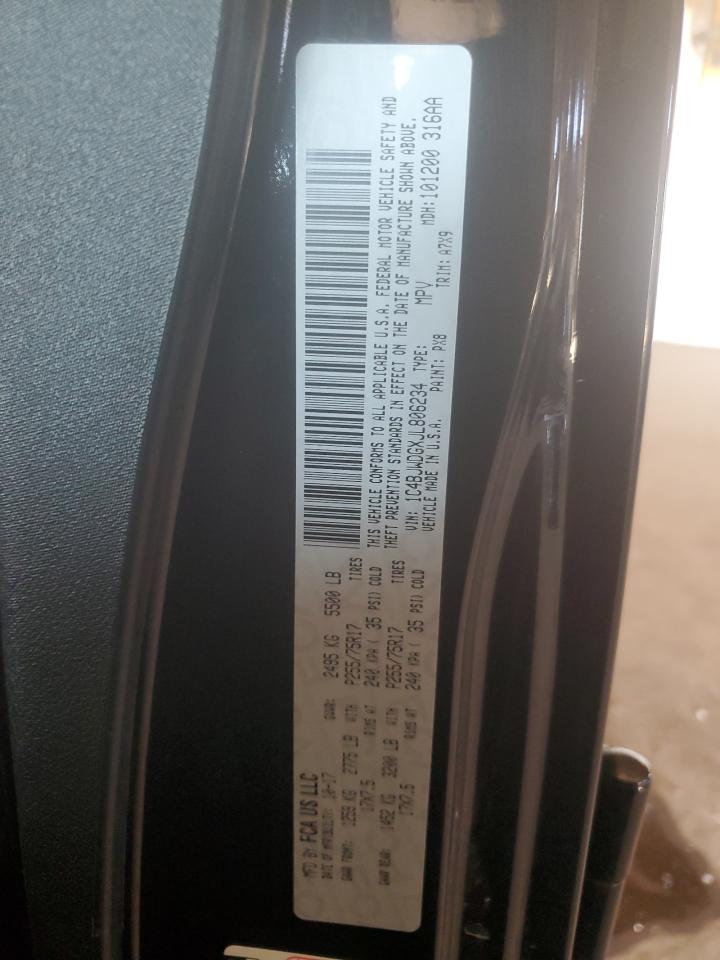 MFD BY FCA US LLC
DATE OF MFR: 10-17 GVWR: 2495 KG 5500 LB
GAWR FRONT: 1259 KG 2775 LB WITH P255/75R17 TIRES
17X7.5 RIMS AT 240 KPA ( 35 PSI) COLD
GAWR REAR: 1452 KG 3200 LB WITH P255/75R17 TIRES
17X7.5 RIMS AT 240 KPA ( 35 PSI) COLD
THIS VEHICLE CONFORMS TO ALL APPLICABLE U.S.A. FEDERAL MOTOR VEHICLE SAFETY AND
THEFT PREVENTION STANDARDS IN EFFECT ON THE DATE OF MANUFACTURE SHOWN ABOVE.
VIN: 1C4BJWDGXJL806234 TYPE: MPV MDH: 101200 316AA
VEHICLE MADE IN U.S.A. PAINT: PX8 TRIM: A7X9